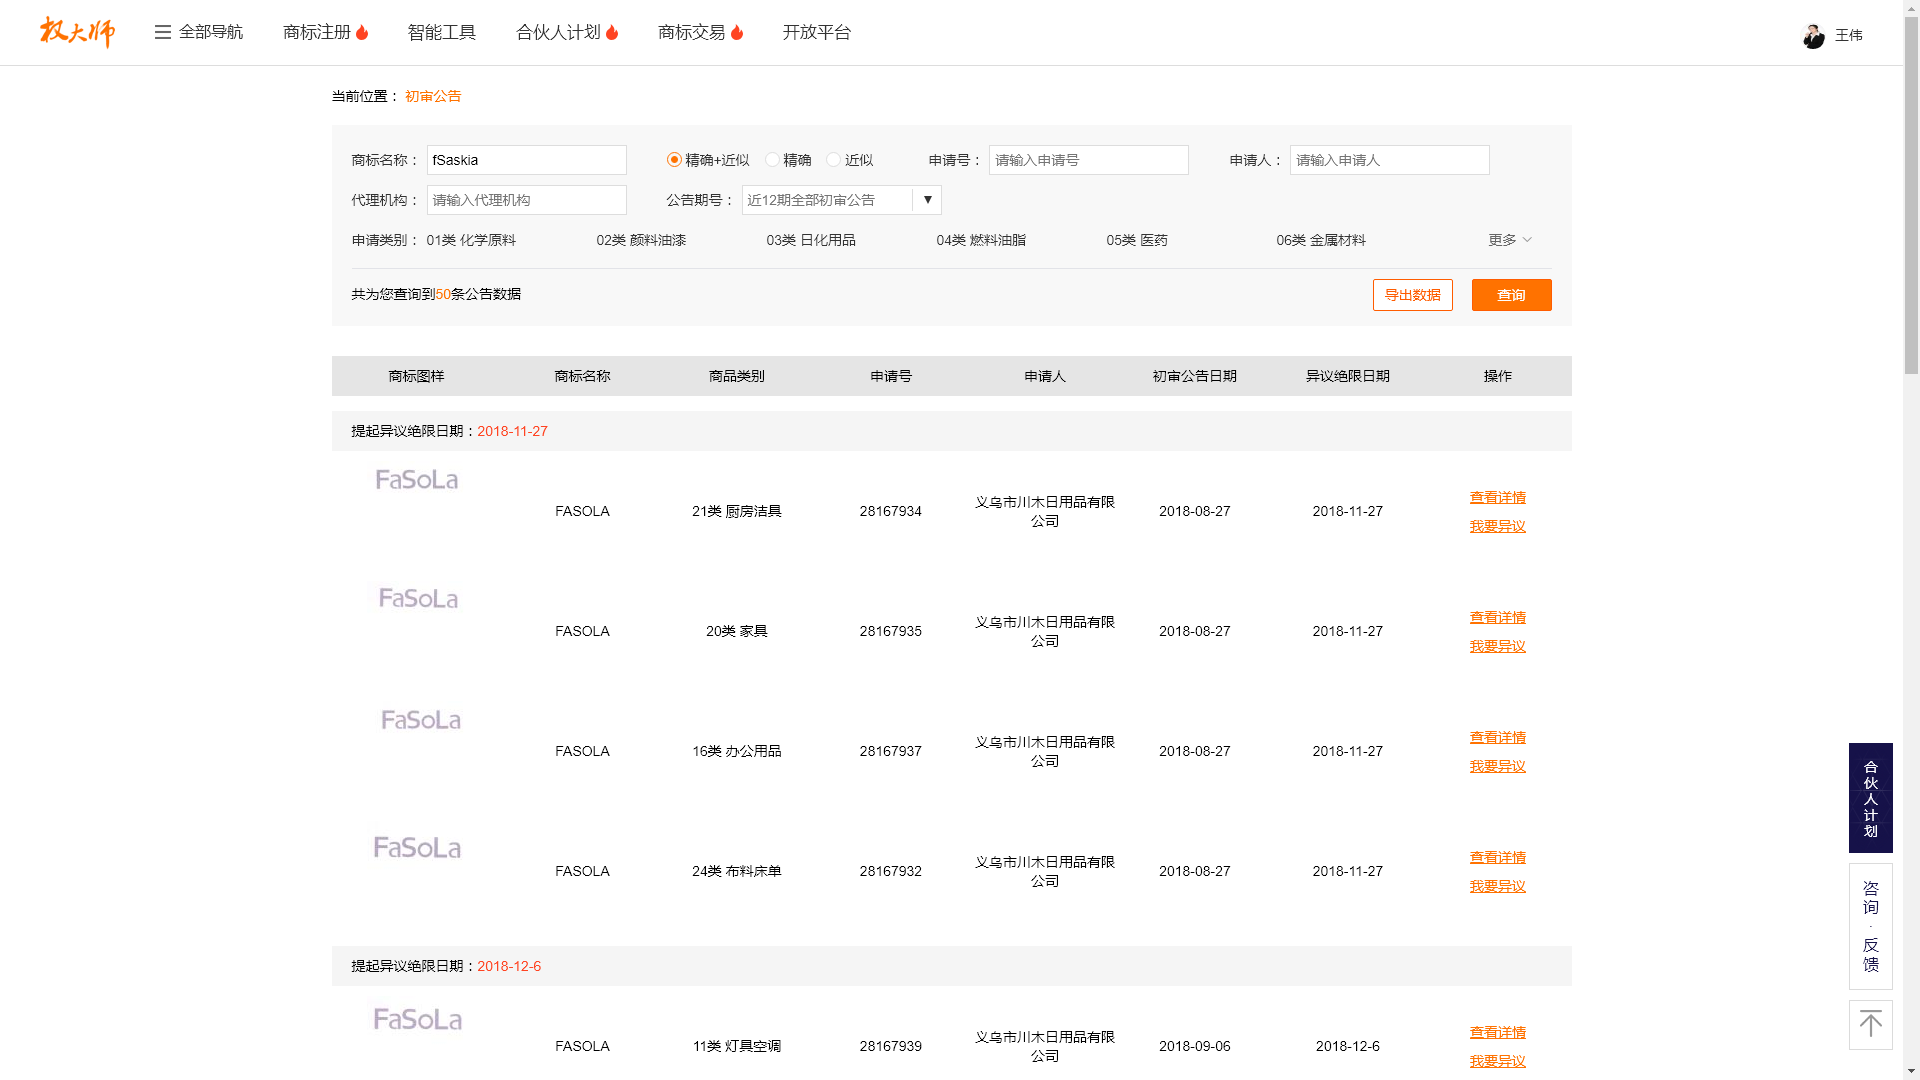 权大师 全部导航 商标注册 智能工具 合伙人计划 商标交易 开放平台 王伟
当前位置： 初审公告
商标名称： fSaskia 精确+近似 精确 近似 申请号： 请输入申请号 申请人： 请输入申请人
代理机构： 请输入代理机构 公告期号： 近12期全部初审公告 ▼
申请类别： 01类 化学原料 02类 颜料油漆 03类 日化用品 04类 燃料油脂 05类 医药 06类 金属材料 更多
共为您查询到50条公告数据 导出数据 查询
商标图样 商标名称 商品类别 申请号 申请人 初审公告日期 异议绝限日期 操作
提起异议绝限日期：2018-11-27
FaSoLa
FASOLA 21类 厨房洁具 28167934 义乌市川木日用品有限公司 2018-08-27 2018-11-27 查看详情
我要异议
FaSoLa
FASOLA 20类 家具 28167935 义乌市川木日用品有限公司 2018-08-27 2018-11-27 查看详情
我要异议
FaSoLa
FASOLA 16类 办公用品 28167937 义乌市川木日用品有限公司 2018-08-27 2018-11-27 查看详情
我要异议
FaSoLa
FASOLA 24类 布料床单 28167932 义乌市川木日用品有限公司 2018-08-27 2018-11-27 查看详情
我要异议
提起异议绝限日期：2018-12-6
FaSoLa
FASOLA 11类 灯具空调 28167939 义乌市川木日用品有限公司 2018-09-06 2018-12-6 查看详情
我要异议
合伙人计划
咨询·反馈